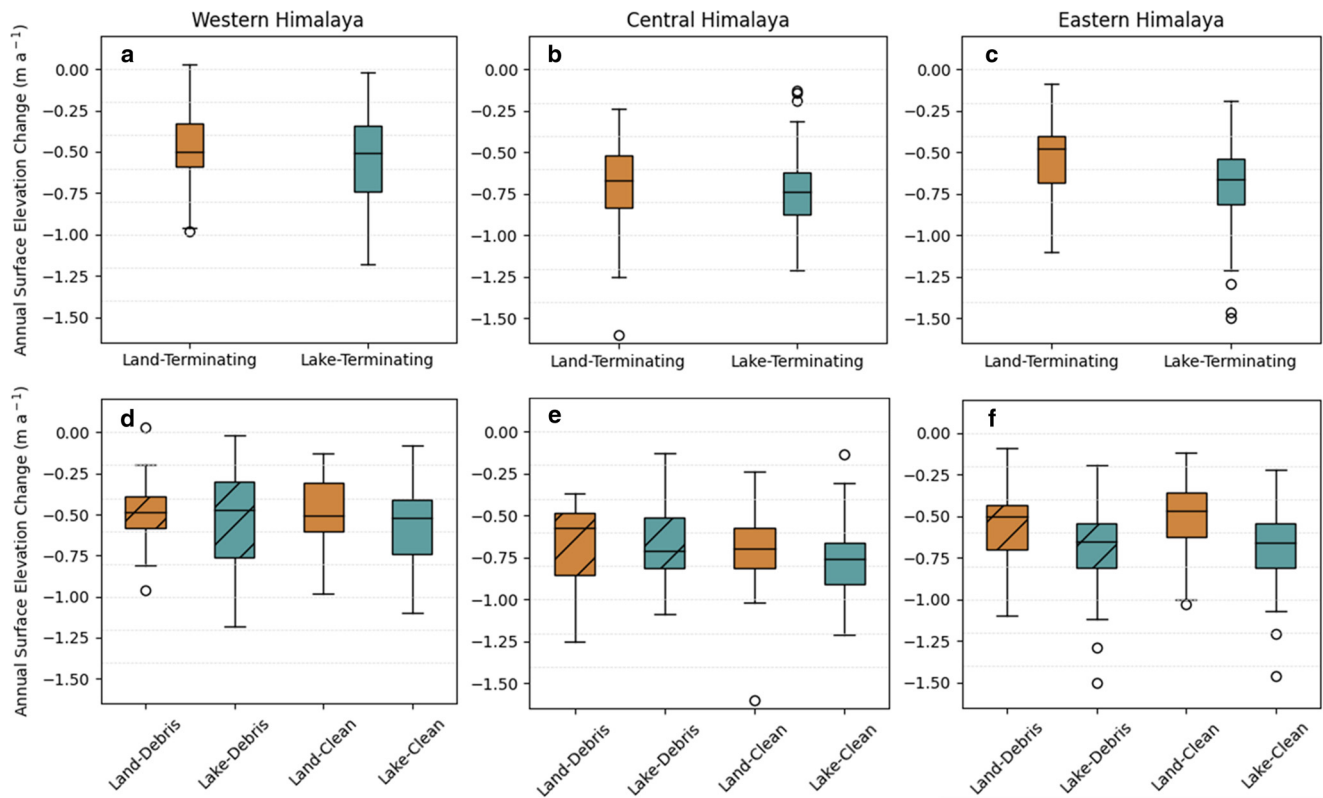 Western Himalaya
Central Himalaya
Eastern Himalaya
Annual Surface Elevation Change (m a⁻¹)
a
0.00
−0.25
−0.50
−0.75
−1.00
−1.25
−1.50
Land-Terminating
Lake-Terminating
b
0.00
−0.25
−0.50
−0.75
−1.00
−1.25
−1.50
Land-Terminating
Lake-Terminating
c
0.00
−0.25
−0.50
−0.75
−1.00
−1.25
−1.50
Land-Terminating
Lake-Terminating
Annual Surface Elevation Change (m a⁻¹)
d
0.00
−0.25
−0.50
−0.75
−1.00
−1.25
−1.50
Land-Debris
Lake-Debris
Land-Clean
Lake-Clean
e
0.00
−0.25
−0.50
−0.75
−1.00
−1.25
−1.50
Land-Debris
Lake-Debris
Land-Clean
Lake-Clean
f
0.00
−0.25
−0.50
−0.75
−1.00
−1.25
−1.50
Land-Debris
Lake-Debris
Land-Clean
Lake-Clean